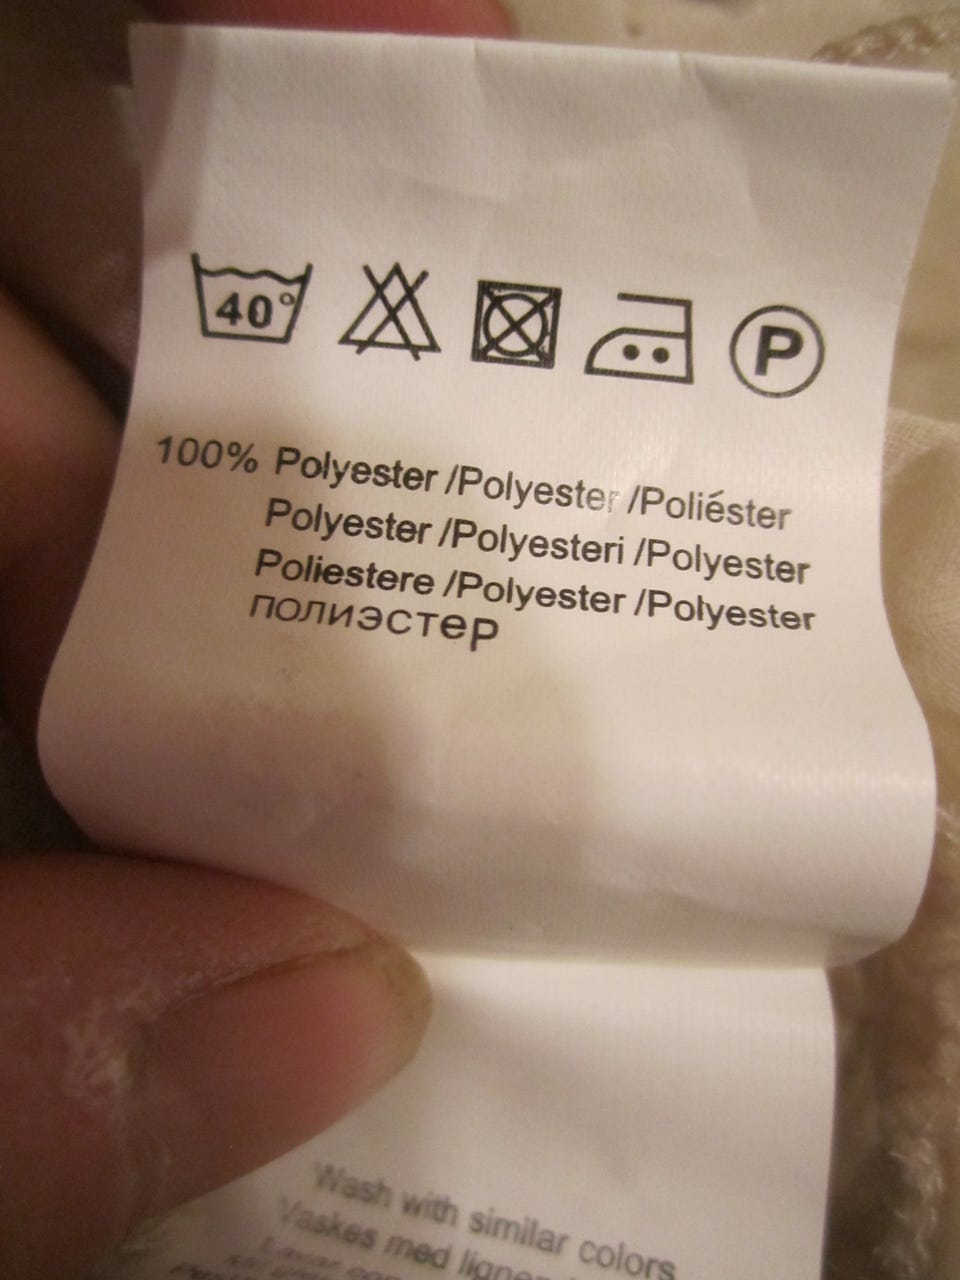 40°
P
100% Polyester /Polyester /Poliéster
Polyester /Polyesteri /Polyester
Poliestere /Polyester /Polyester
полиэстер
Wash with similar colors
Vaskes med